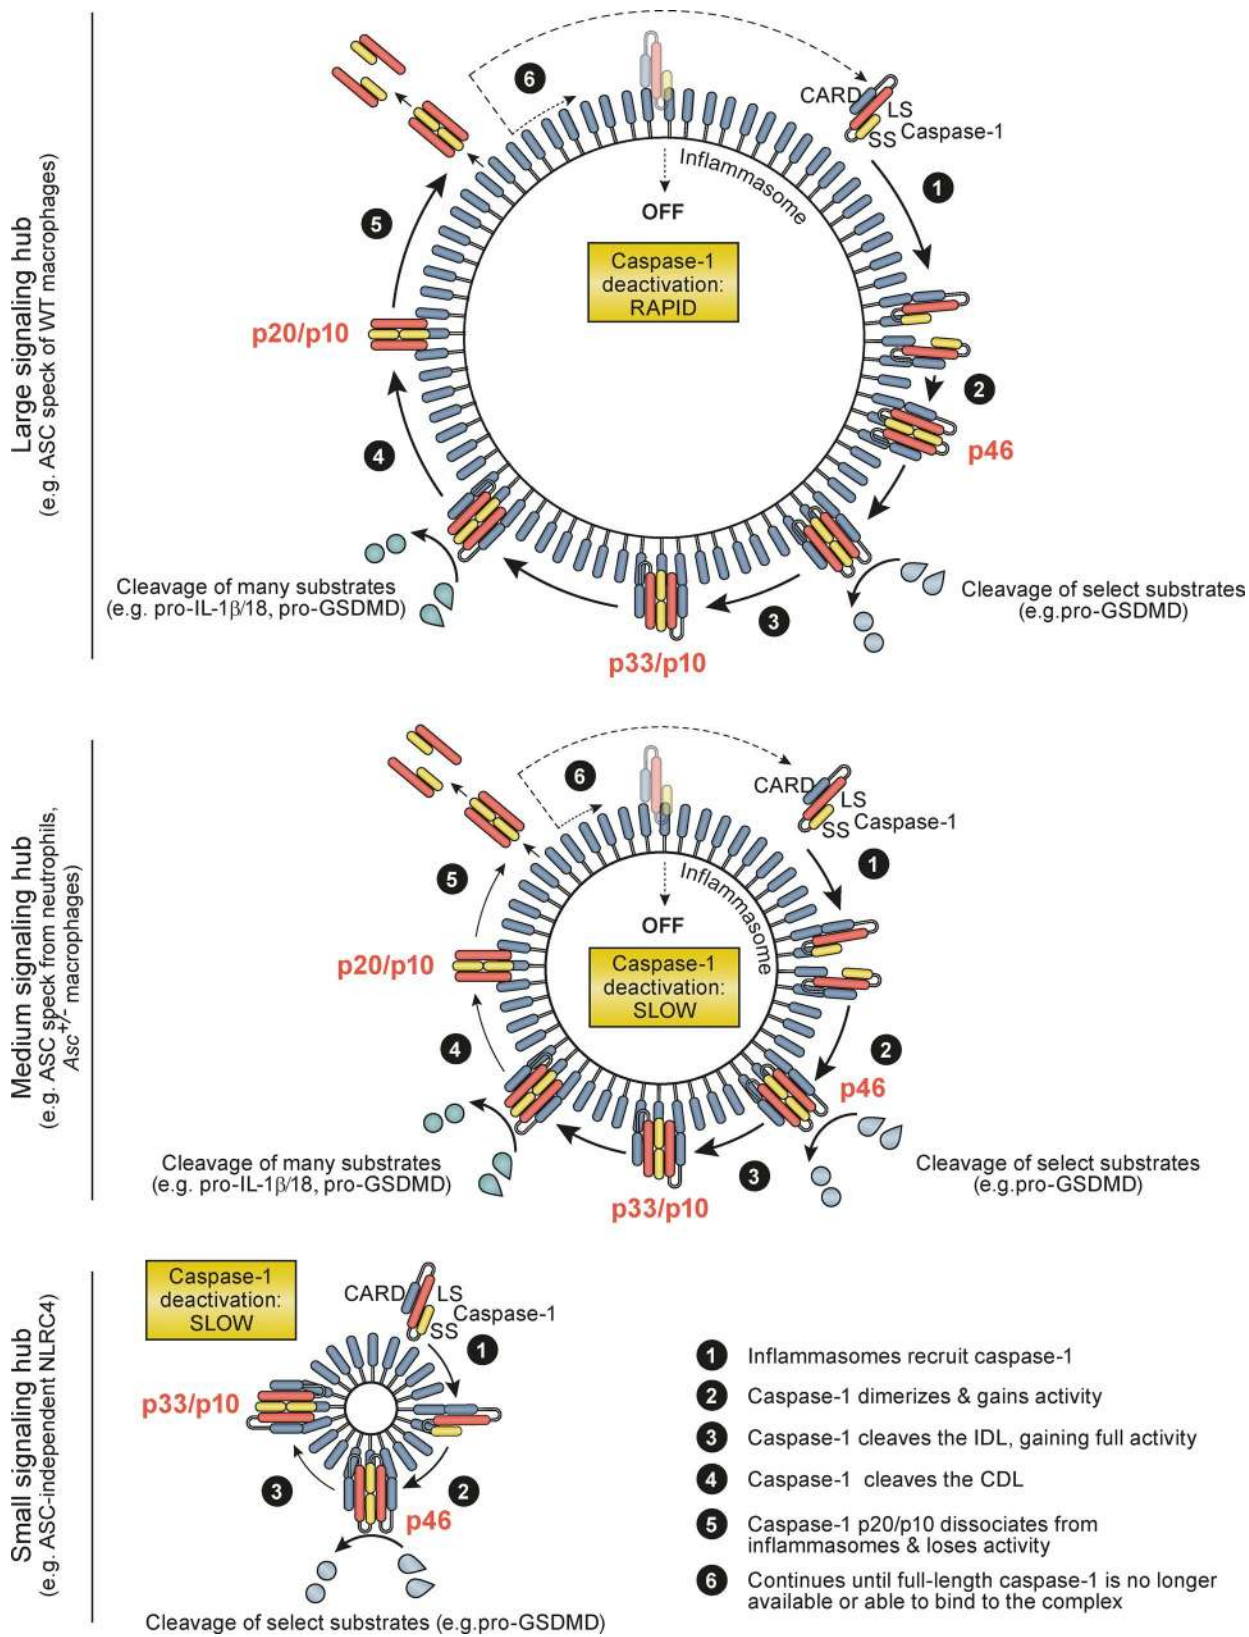 Large signaling hub
(e.g. ASC speck of WT macrophages)
6
CARD
LS
SS
Caspase-1
1
Inflammasome
OFF
Caspase-1
deactivation:
RAPID
5
p20/p10
2
p46
4
Cleavage of many substrates
(e.g. pro-IL-1β/18, pro-GSDMD)
3
p33/p10
Cleavage of select substrates
(e.g.pro-GSDMD)
Medium signaling hub
(e.g. ASC speck from neutrophils,
Asc+/- macrophages)
6
CARD
LS
SS
Caspase-1
1
Inflammasome
OFF
Caspase-1
deactivation:
SLOW
5
p20/p10
2
p46
4
Cleavage of many substrates
(e.g. pro-IL-1β/18, pro-GSDMD)
3
p33/p10
Cleavage of select substrates
(e.g.pro-GSDMD)
Small signaling hub
(e.g. ASC-independent NLRC4)
Caspase-1
deactivation:
SLOW
CARD
LS
SS
Caspase-1
1
p33/p10
3
2
p46
Cleavage of select substrates (e.g.pro-GSDMD)
1 Inflammasomes recruit caspase-1
2 Caspase-1 dimerizes & gains activity
3 Caspase-1 cleaves the IDL, gaining full activity
4 Caspase-1 cleaves the CDL
5 Caspase-1 p20/p10 dissociates from
inflammasomes & loses activity
6 Continues until full-length caspase-1 is no longer
available or able to bind to the complex